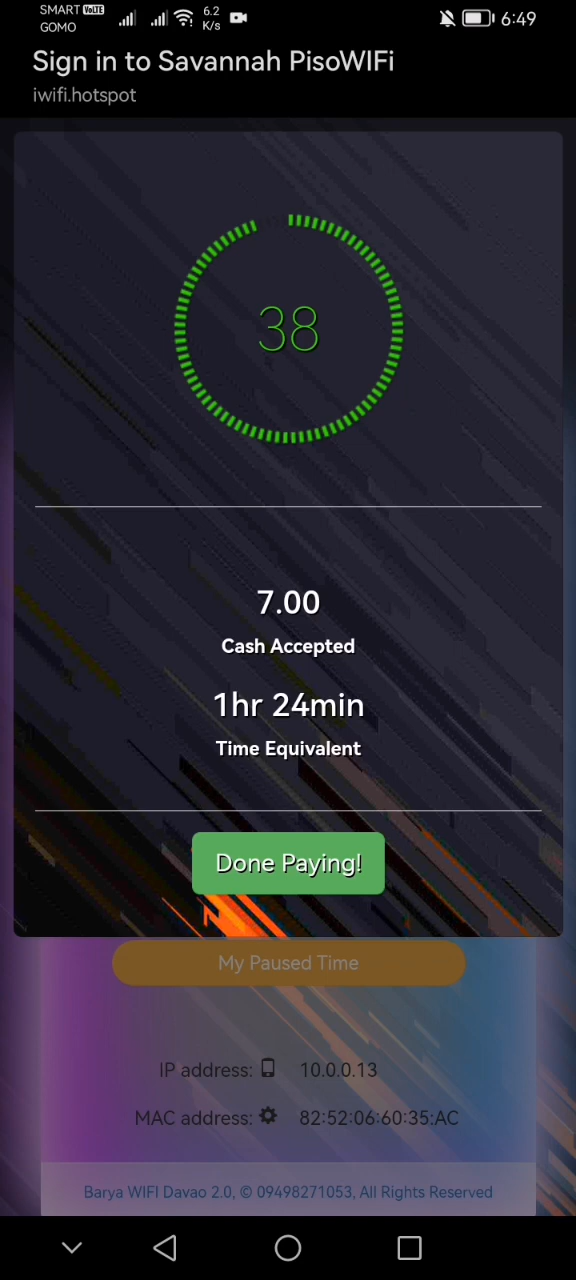 SMART VoLTE
GOMO
6.2
K/s
6:49
Sign in to Savannah PisoWIFi
iwifi.hotspot
38
7.00
Cash Accepted
1hr 24min
Time Equivalent
Done Paying!
My Paused Time
IP address: 10.0.0.13
MAC address: 82:52:06:60:35:AC
Barya WIFI Davao 2.0, © 09498271053, All Rights Reserved